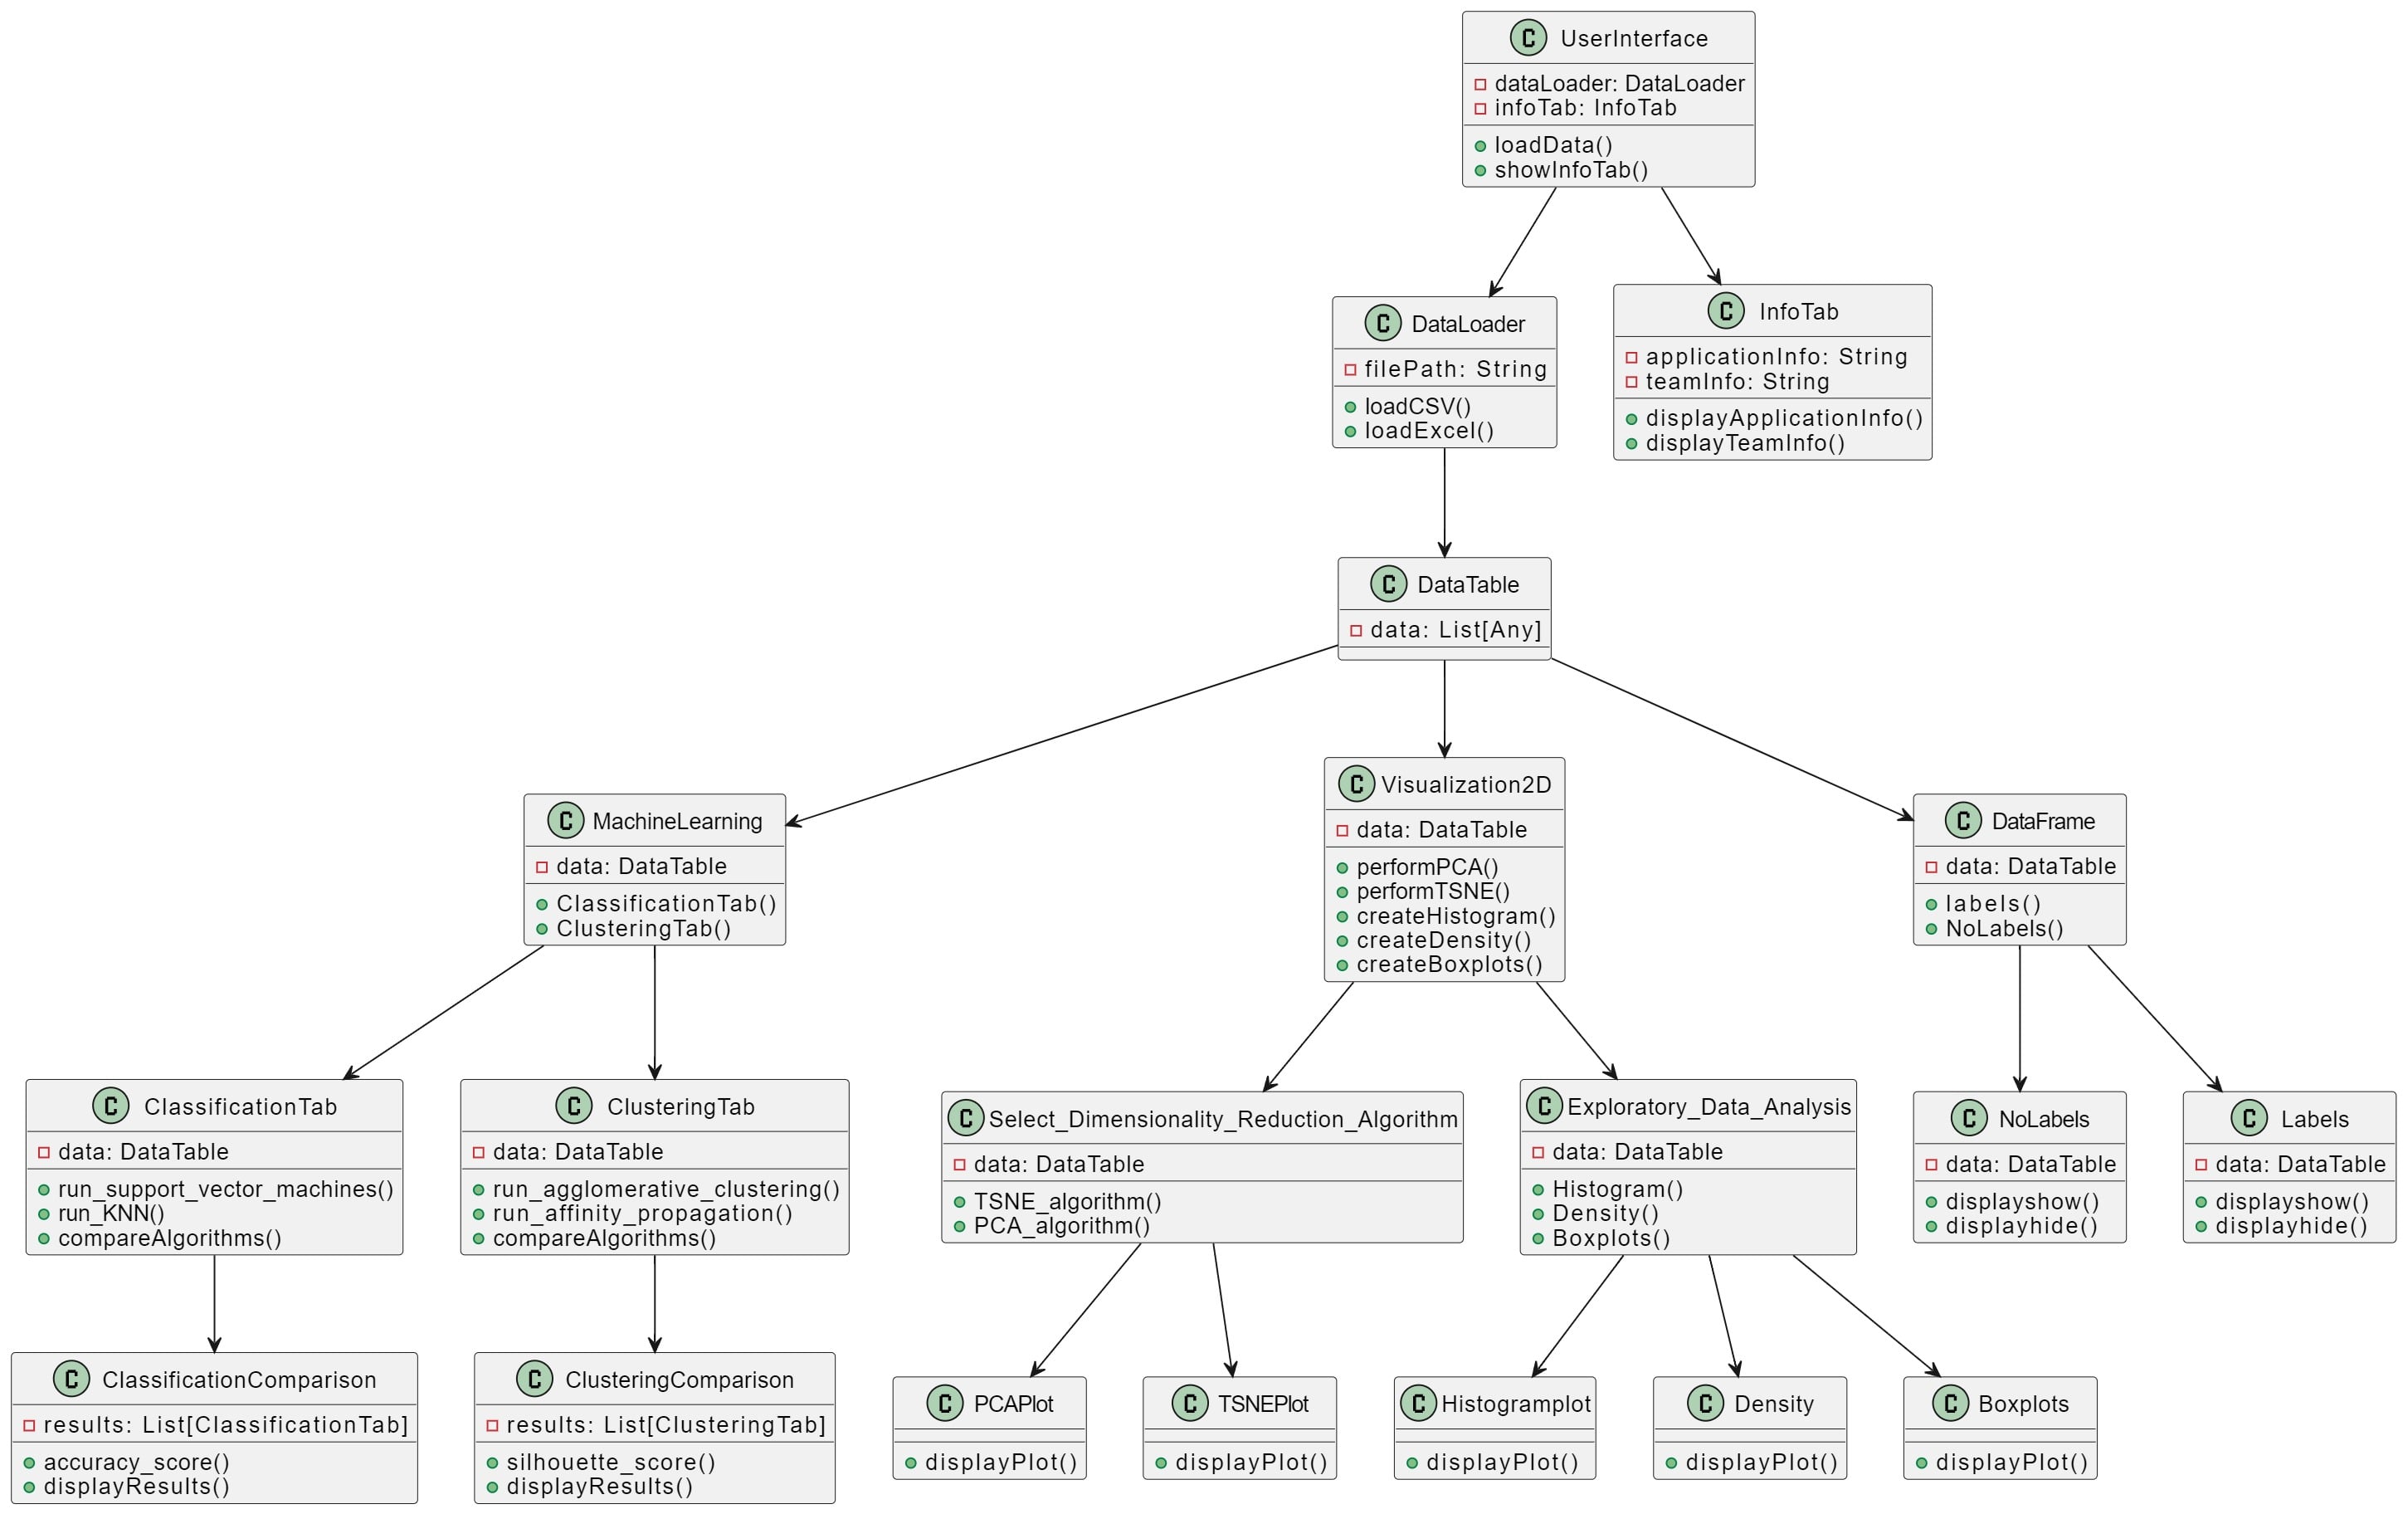 C UserInterface
dataLoader: DataLoader
infoTab: InfoTab
loadData()
showInfoTab()
C DataLoader
filePath: String
loadCSV()
loadExcel()
C InfoTab
applicationInfo: String
teamInfo: String
displayApplicationInfo()
displayTeamInfo()
C DataTable
data: List[Any]
C MachineLearning
data: DataTable
ClassificationTab()
ClusteringTab()
C Visualization2D
data: DataTable
performPCA()
performTSNE()
createHistogram()
createDensity()
createBoxplots()
C DataFrame
data: DataTable
labels()
NoLabels()
C ClassificationTab
data: DataTable
run_support_vector_machines()
run_KNN()
compareAlgorithms()
C ClusteringTab
data: DataTable
run_agglomerative_clustering()
run_affinity_propagation()
compareAlgorithms()
C Select_Dimensionality_Reduction_Algorithm
data: DataTable
TSNE_algorithm()
PCA_algorithm()
C Exploratory_Data_Analysis
data: DataTable
Histogram()
Density()
Boxplots()
C NoLabels
data: DataTable
displayshow()
displayhide()
C Labels
data: DataTable
displayshow()
displayhide()
C ClassificationComparison
results: List[ClassificationTab]
accuracy_score()
displayResults()
C ClusteringComparison
results: List[ClusteringTab]
silhouette_score()
displayResults()
C PCAPlot
displayPlot()
C TSNEPlot
displayPlot()
C Histogramplot
displayPlot()
C Density
displayPlot()
C Boxplots
displayPlot()